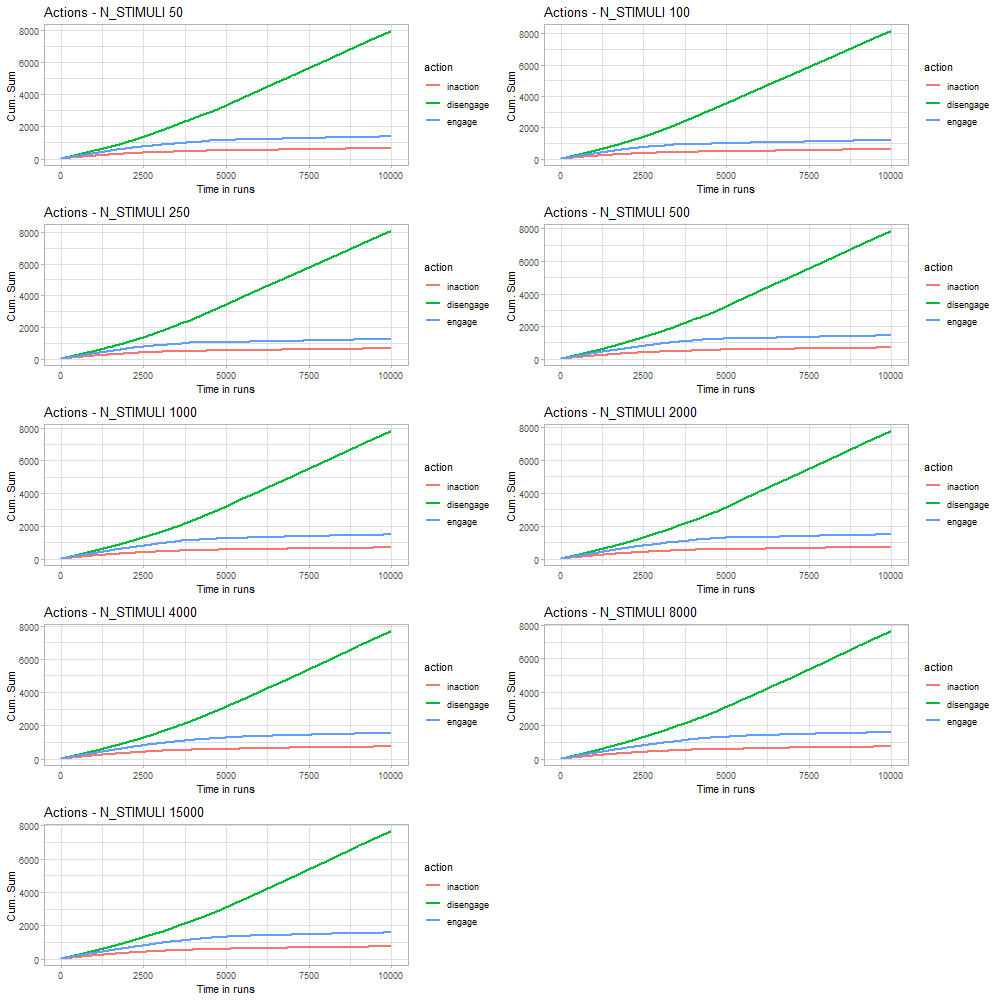 Actions - N_STIMULI 50
8000
6000
4000
2000
0
Cum. Sum
0 2500 5000 7500 10000
Time in runs
action
inaction
disengage
engage
Actions - N_STIMULI 100
8000
6000
4000
2000
0
Cum. Sum
0 2500 5000 7500 10000
Time in runs
action
inaction
disengage
engage
Actions - N_STIMULI 250
8000
6000
4000
2000
0
Cum. Sum
0 2500 5000 7500 10000
Time in runs
action
inaction
disengage
engage
Actions - N_STIMULI 500
8000
6000
4000
2000
0
Cum. Sum
0 2500 5000 7500 10000
Time in runs
action
inaction
disengage
engage
Actions - N_STIMULI 1000
8000
6000
4000
2000
0
Cum. Sum
0 2500 5000 7500 10000
Time in runs
action
inaction
disengage
engage
Actions - N_STIMULI 2000
8000
6000
4000
2000
0
Cum. Sum
0 2500 5000 7500 10000
Time in runs
action
inaction
disengage
engage
Actions - N_STIMULI 4000
8000
6000
4000
2000
0
Cum. Sum
0 2500 5000 7500 10000
Time in runs
action
inaction
disengage
engage
Actions - N_STIMULI 8000
8000
6000
4000
2000
0
Cum. Sum
0 2500 5000 7500 10000
Time in runs
action
inaction
disengage
engage
Actions - N_STIMULI 15000
8000
6000
4000
2000
0
Cum. Sum
0 2500 5000 7500 10000
Time in runs
action
inaction
disengage
engage